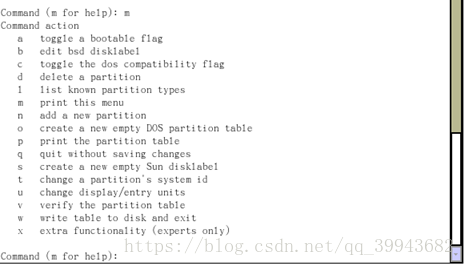 Command (m for help): m
Command action
a   toggle a bootable flag
b   edit bsd disklabel
c   toggle the dos compatibility flag
d   delete a partition
l   list known partition types
m   print this menu
n   add a new partition
o   create a new empty DOS partition table
p   print the partition table
q   quit without saving changes
s   create a new empty Sun disklabel
t   change a partition's system id
u   change display/entry units
v   verify the partition table
w   write table to disk and exit
x   extra functionality (experts only)
Command (m for help):
https://blog.csdn.net/qq_39943682